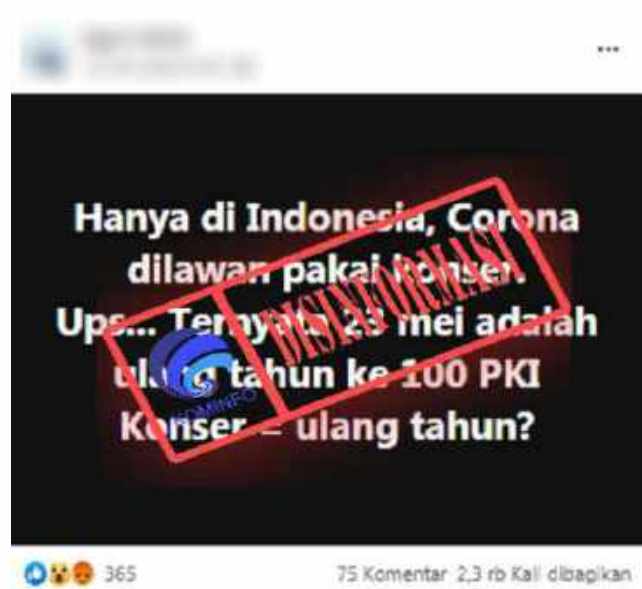 Hanya di Indonesia, Corona
dilawan pakai konser.
Ups... Ternyata 23 mei adalah
ulang tahun ke 100 PKI
Konser = ulang tahun?
DISINFORMASI
KOMINFO
365
75 Komentar 2,3 rb Kali dibagikan